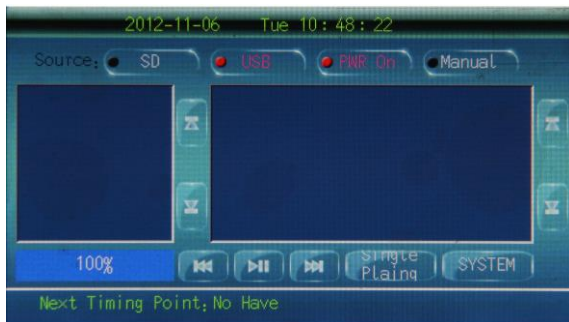 2012-11-06 Tue 10:48:22
Source: SD USB PWR On Manual
100% Single Plainq SYSTEM
Next Timing Point:No Have